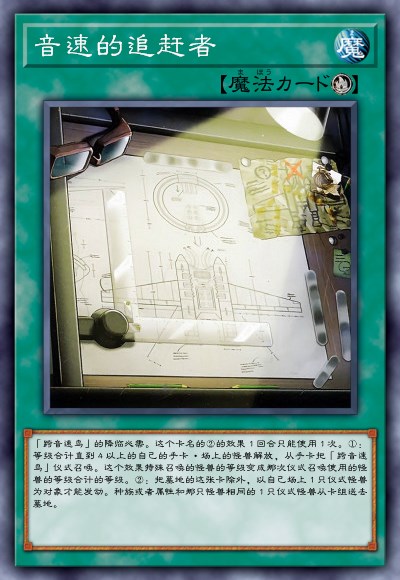 音速的追赶者
魔
【魔法カード】
まほう
「跨音速鸟」的降临必需。这个卡名的②的效果1回合只能使用1次。①：
等级合计直到4以上的自己的手卡·场上的怪兽解放，从手卡把「跨音速
鸟」仪式召唤。这个效果特殊召唤的怪兽的等级变成那次仪式召唤使用的怪
兽的等级合计的等级。②：把墓地的这张卡除外，以自己场上1只仪式怪兽
为对象才能发动。种族或者属性和那只怪兽相同的1只仪式怪兽从卡组送去
墓地。